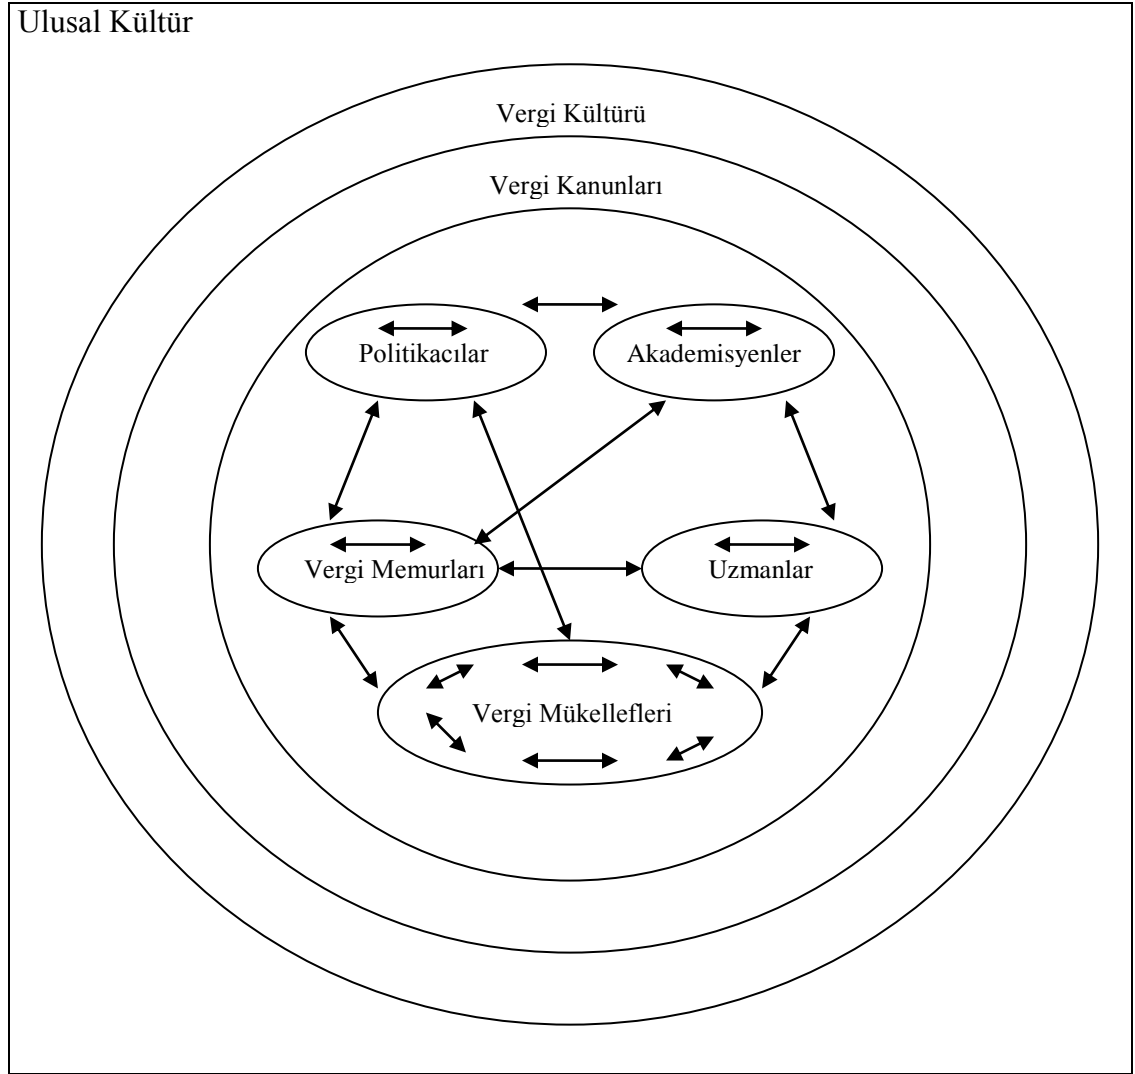 Ulusal Kültür
Vergi Kültürü
Vergi Kanunları
Politikacılar
Akademisyenler
Vergi Memurları
Uzmanlar
Vergi Mükellefleri